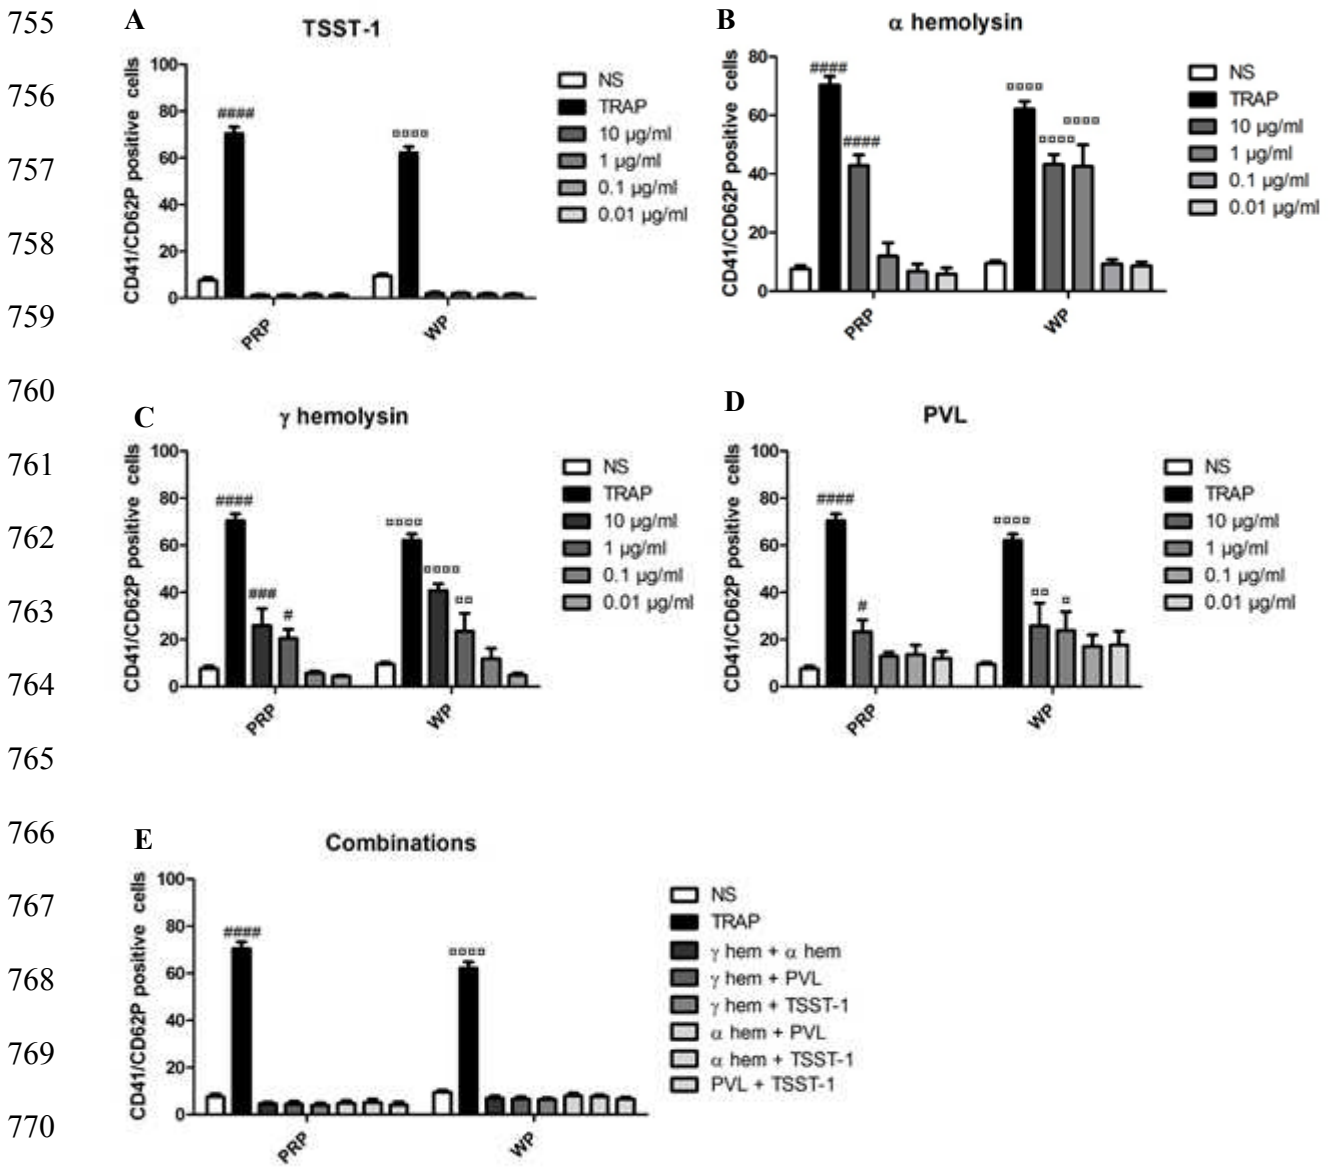 755
756
757
758
759
760
761
762
763
764
765
766
767
768
769
770
A
TSST-1
CD41/CD62P positive cells
100
80
60
40
20
0
####
¤¤¤¤
PRP
WP
NS
TRAP
10 µg/ml
1 µg/ml
0.1 µg/ml
0.01 µg/ml
B
α hemolysin
CD41/CD62P positive cells
80
60
40
20
0
####
####
¤¤¤¤
¤¤¤¤
¤¤¤¤
PRP
WP
NS
TRAP
10 µg/ml
1 µg/ml
0.1 µg/ml
0.01 µg/ml
C
γ hemolysin
CD41/CD62P positive cells
100
80
60
40
20
0
####
###
#
¤¤¤¤
¤¤¤¤
¤¤
PRP
WP
NS
TRAP
10 µg/ml
1 µg/ml
0.1 µg/ml
0.01 µg/ml
D
PVL
CD41/CD62P positive cells
100
80
60
40
20
0
####
#
¤¤¤¤
¤¤
¤
PRP
WP
NS
TRAP
10 µg/ml
1 µg/ml
0.1 µg/ml
0.01 µg/ml
E
Combinations
CD41/CD62P positive cells
100
80
60
40
20
0
####
¤¤¤¤
PRP
WP
NS
TRAP
γ hem + α hem
γ hem + PVL
γ hem + TSST-1
α hem + PVL
α hem + TSST-1
PVL + TSST-1